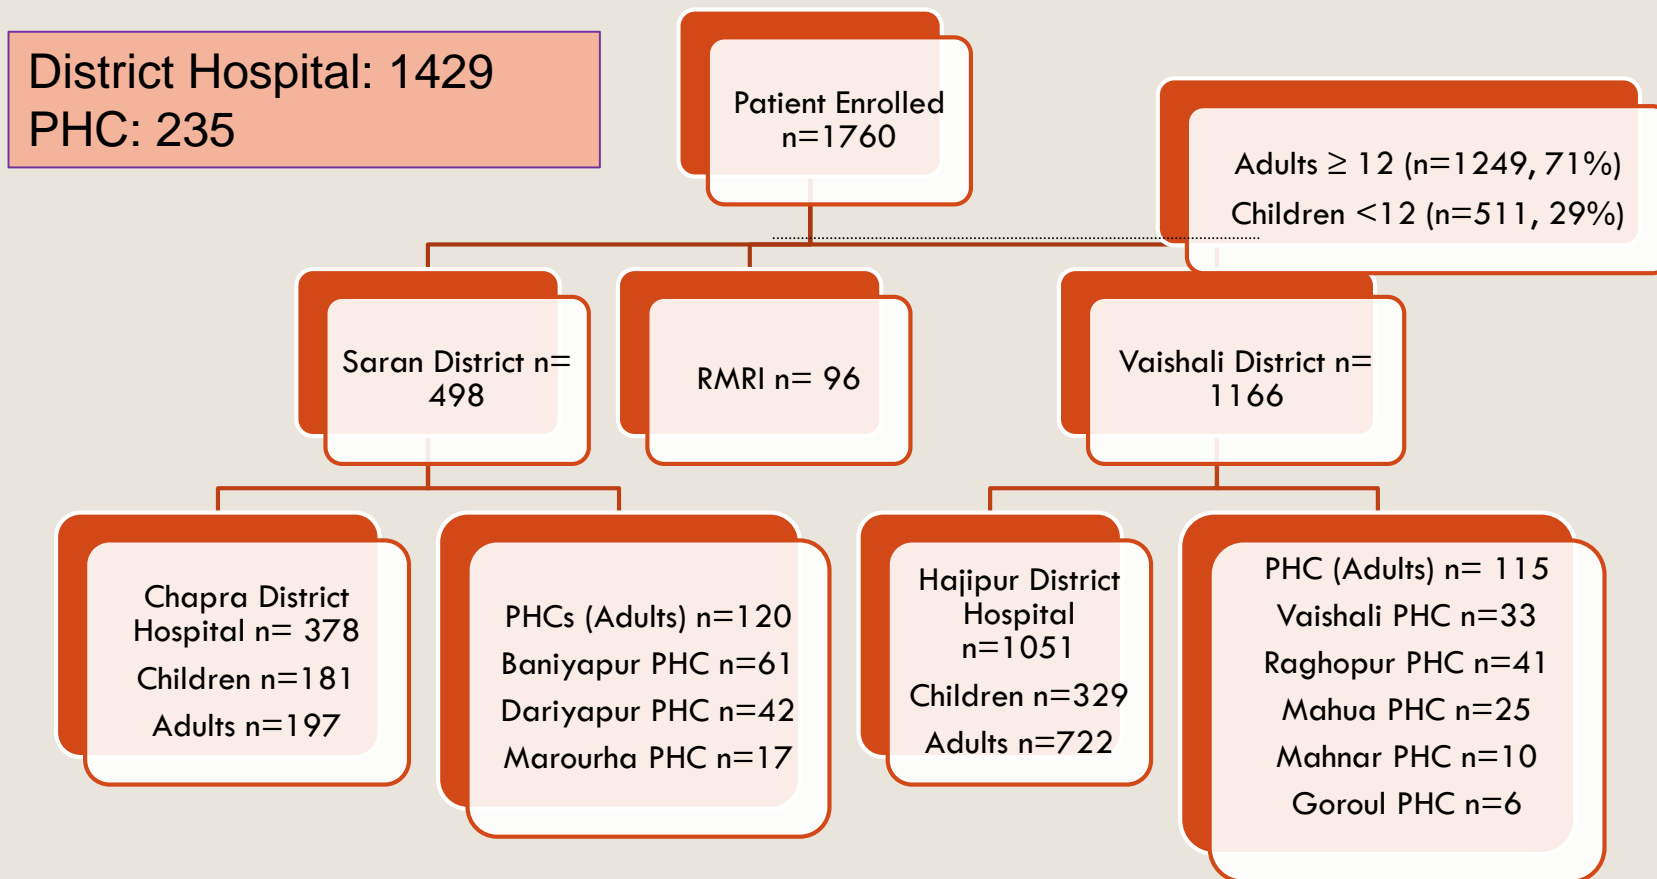 District Hospital: 1429
PHC: 235
Patient Enrolled
n=1760
Adults ≥ 12 (n=1249, 71%)
Children <12 (n=511, 29%)
Saran District n=
498
RMRI n= 96
Vaishali District n=
1166
Chapra District
Hospital n= 378
Children n=181
Adults n=197
PHCs (Adults) n=120
Baniyapur PHC n=61
Dariyapur PHC n=42
Marourha PHC n=17
Hajipur District
Hospital
n=1051
Children n=329
Adults n=722
PHC (Adults) n= 115
Vaishali PHC n=33
Raghopur PHC n=41
Mahua PHC n=25
Mahnar PHC n=10
Goroul PHC n=6